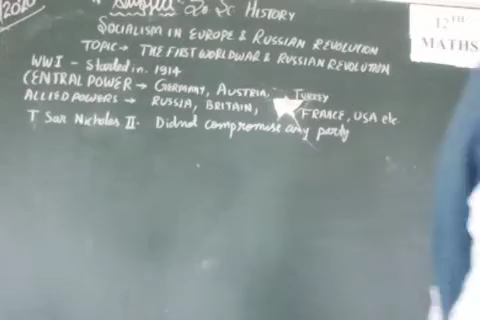 2020
HISTORY
SOCIALISM IN EUROPE & RUSSIAN REVOLUTION
TOPIC → THE FIRST WORLD WAR & RUSSIAN REVOLUTION
WWI - Started in 1914
CENTRAL POWER → GERMANY, AUSTRIA, TURKEY
ALLIED POWERS → RUSSIA, BRITAIN, FRANCE, USA etc.
T Sar Nicholas II. Did not compromise any party
12TH
MATHS